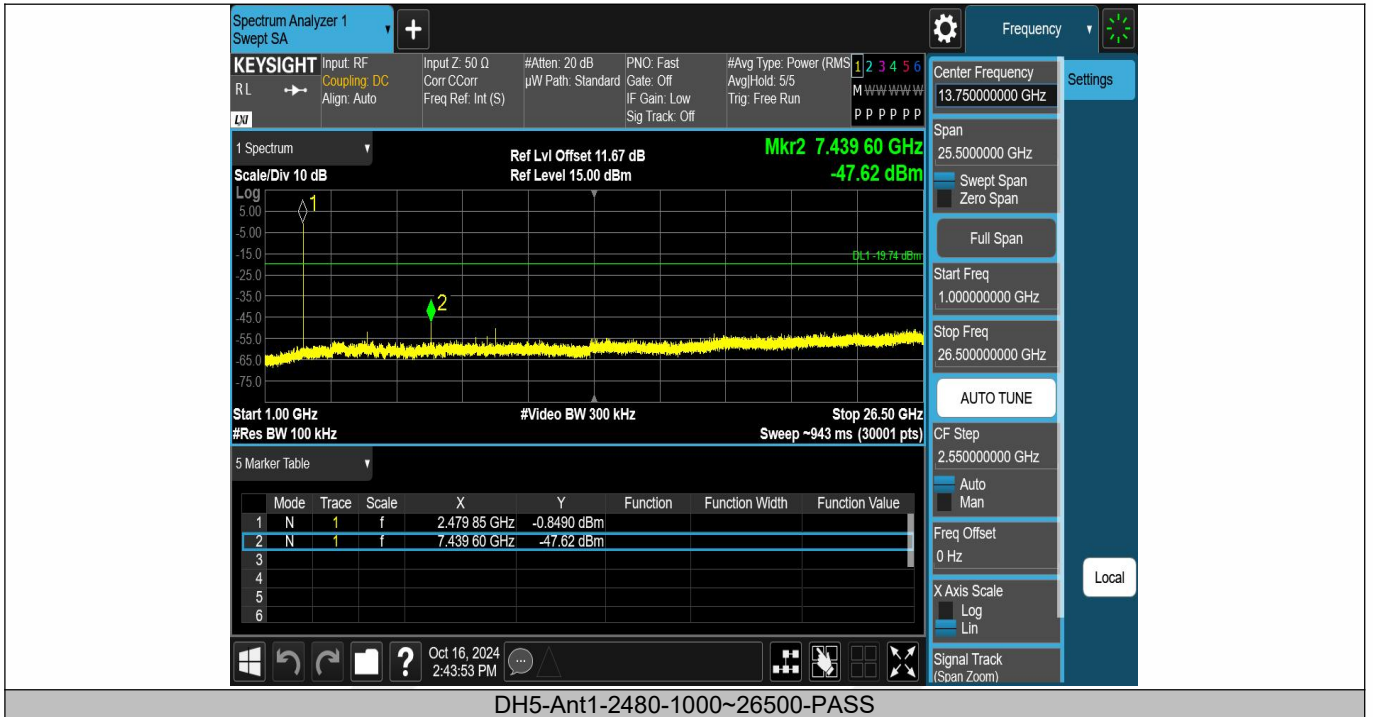 Spectrum Analyzer 1
Swept SA
+
Frequency
KEYSIGHT
RL
LXI
Input: RF
Coupling: DC
Align: Auto
Input Z: 50 Ω
Corr CCorr
Freq Ref: Int (S)
#Atten: 20 dB
µW Path: Standard
PNO: Fast
Gate: Off
IF Gain: Low
Sig Track: Off
#Avg Type: Power (RMS
Avg|Hold: 5/5
Trig: Free Run
1 2 3 4 5 6
M W W W W W
P P P P P P
1 Spectrum
Scale/Div 10 dB
Ref Lvl Offset 11.67 dB
Ref Level 15.00 dBm
Mkr2 7.439 60 GHz
-47.62 dBm
Log
5.00
-5.00
-15.0
-25.0
-35.0
-45.0
-55.0
-65.0
-75.0
1
2
DL1 -19.74 dBm
Start 1.00 GHz
#Res BW 100 kHz
#Video BW 300 kHz
Stop 26.50 GHz
Sweep ~943 ms (30001 pts)
5 Marker Table
Mode Trace Scale X Y Function Function Width Function Value
1 N 1 f 2.479 85 GHz -0.8490 dBm
2 N 1 f 7.439 60 GHz -47.62 dBm
3
4
5
6
Oct 16, 2024
2:43:53 PM
?
Center Frequency
13.750000000 GHz
Settings
Span
25.5000000 GHz
Swept Span
Zero Span
Full Span
Start Freq
1.000000000 GHz
Stop Freq
26.500000000 GHz
AUTO TUNE
CF Step
2.550000000 GHz
Auto
Man
Freq Offset
0 Hz
X Axis Scale
Log
Lin
Local
Signal Track
(Span Zoom)
DH5-Ant1-2480-1000~26500-PASS